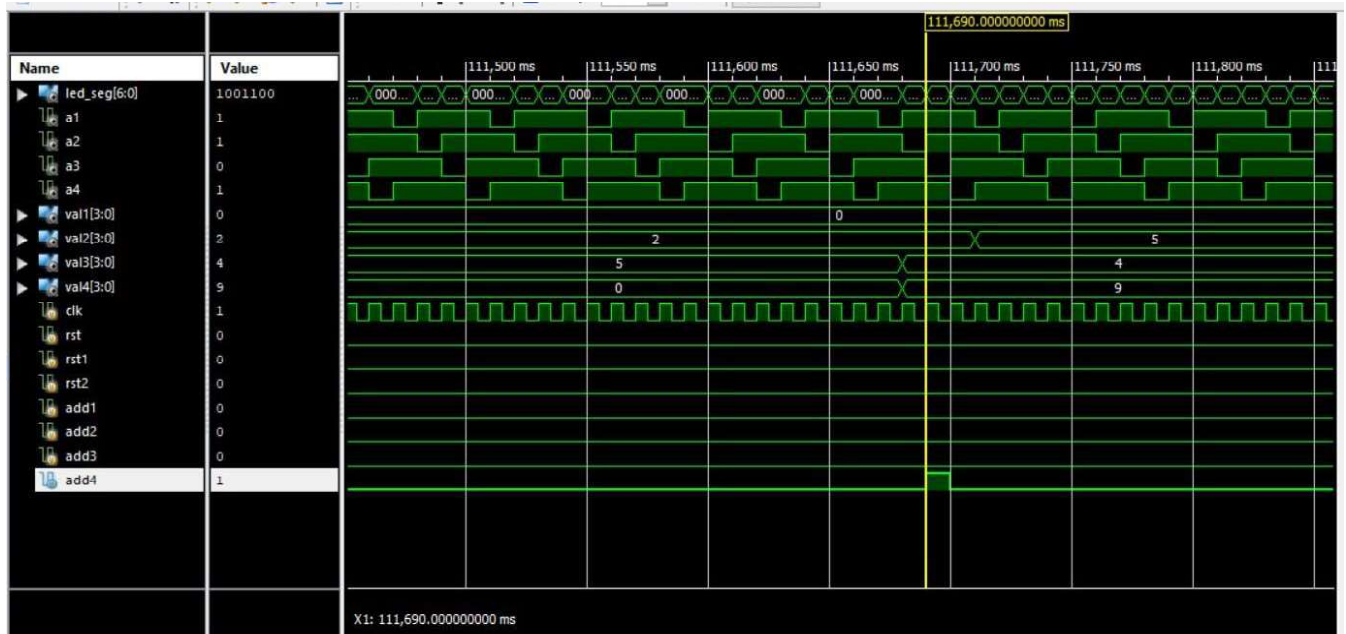 111,690.000000000 ms
Name Value
111,500 ms 111,550 ms 111,600 ms 111,650 ms 111,700 ms 111,750 ms 111,800 ms 111
led_seg[6:0] 1001100 ... 000... ... ... 000... ... ... 000... ... ... 000... ... ... ... 000... ... ... 000... ... ... ... ... ... ... ... ... ... ... ... ... ... ... ... ... ... ...
a1 1
a2 1
a3 0
a4 1
val1[3:0] 0 0
val2[3:0] 2 2 5
val3[3:0] 4 5 4
val4[3:0] 9 0 9
clk 1
rst 0
rst1 0
rst2 0
add1 0
add2 0
add3 0
add4 1
X1: 111,690.000000000 ms